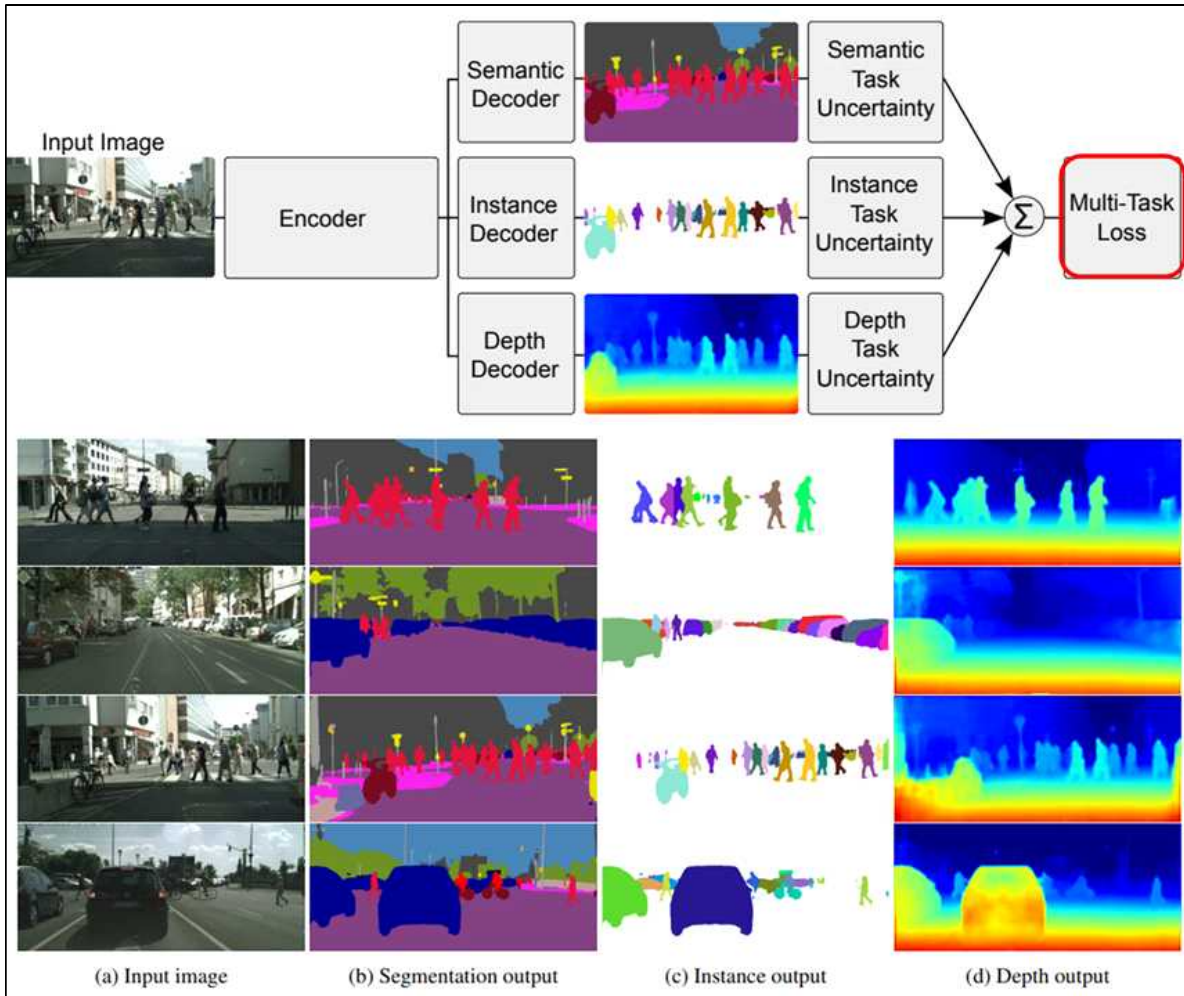 Input Image
Encoder
Semantic
Decoder
Instance
Decoder
Depth
Decoder
Semantic
Task
Uncertainty
Instance
Task
Uncertainty
Depth
Task
Uncertainty
Σ
Multi-Task
Loss
(a) Input image
(b) Segmentation output
(c) Instance output
(d) Depth output